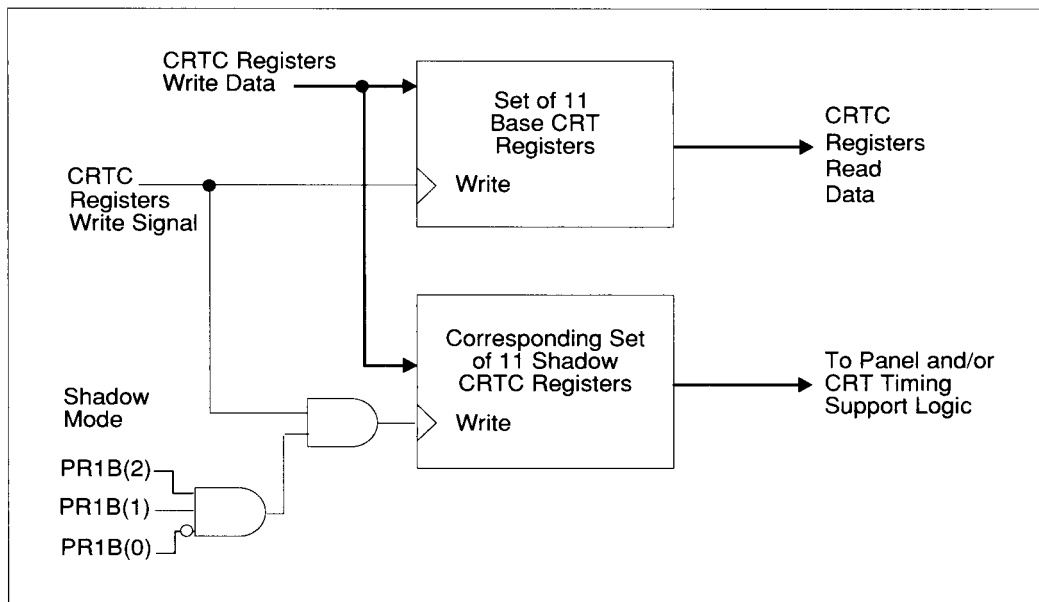 CRTC Registers
Write Data
Set of 11
Base CRT
Registers
CRTC
Registers
Read
Data
CRTC
Registers
Write Signal
Write
Corresponding Set
of 11 Shadow
CRTC Registers
To Panel and/or
CRT Timing
Support Logic
Write
Shadow
Mode
PR1B(2)
PR1B(1)
PR1B(0)